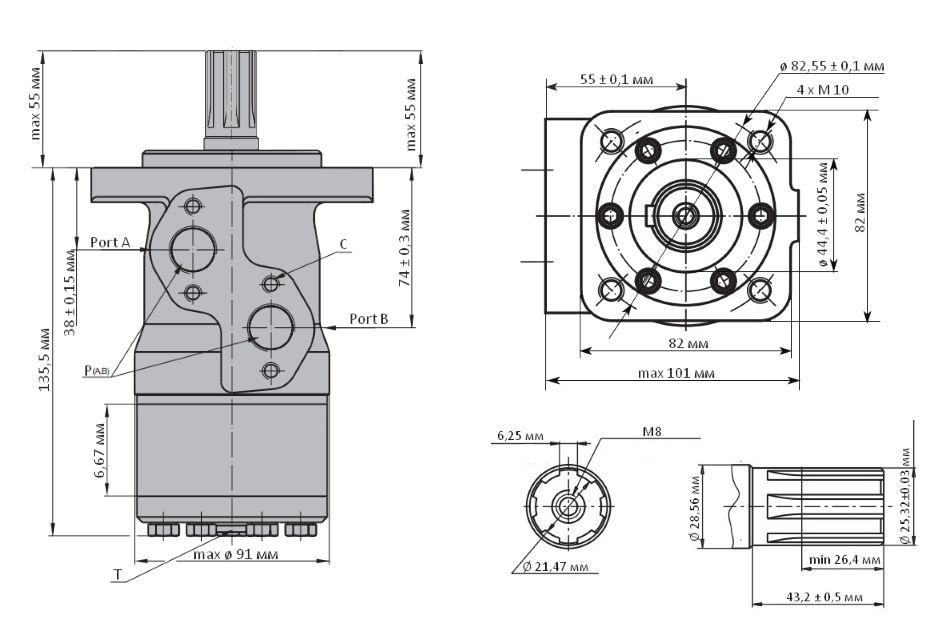 max 55 мм
max 55 мм
Port A
C
38 ± 0,15 мм
74 ± 0,3 мм
Port B
135,5 мм
P(A,B)
6,67 мм
max ø 91 мм
T
55 ± 0,1 мм
ø 82,55 ± 0,1 мм
4 x M 10
ø 44,4 ± 0,05 мм
82 мм
82 мм
max 101 мм
6,25 мм
M8
Ø 21,47 мм
Ø 28,56 мм
Ø 25,32±0,03 мм
min 26,4 мм
43,2 ± 0,5 мм